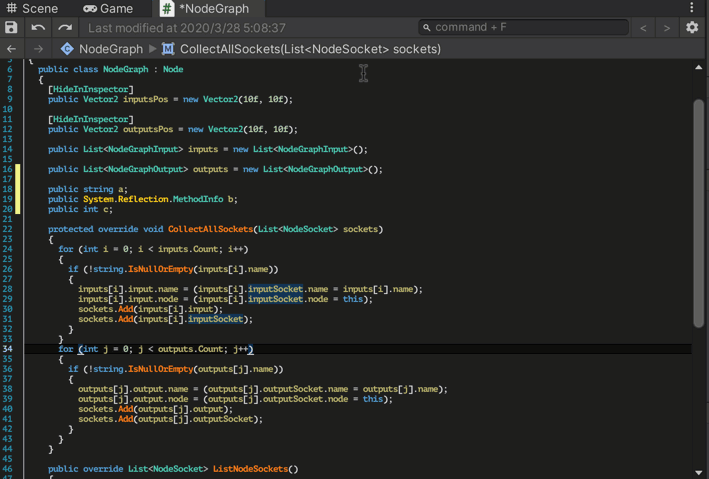 Scene Game *NodeGraph
Last modified at 2020/3/28 5:08:37 command + F < >
NodeGraph CollectAllSockets(List<NodeSocket> sockets)
5 {
6 public class NodeGraph : Node
7 {
8 [HideInInspector]
9 public Vector2 inputsPos = new Vector2(10f, 10f);
10
11 [HideInInspector]
12 public Vector2 outputsPos = new Vector2(10f, 10f);
13
14 public List<NodeGraphInput> inputs = new List<NodeGraphInput>();
15
16 public List<NodeGraphOutput> outputs = new List<NodeGraphOutput>();
17
18 public string a;
19 public System.Reflection.MethodInfo b;
20 public int c;
21
22 protected override void CollectAllSockets(List<NodeSocket> sockets)
23 {
24 for (int i = 0; i < inputs.Count; i++)
25 {
26 if (!string.IsNullOrEmpty(inputs[i].name))
27 {
28 inputs[i].input.name = (inputs[i].inputSocket.name = inputs[i].name);
29 inputs[i].input.node = (inputs[i].inputSocket.node = this);
30 sockets.Add(inputs[i].input);
31 sockets.Add(inputs[i].inputSocket);
32 }
33 }
34 for (int j = 0; j < outputs.Count; j++)
35 {
36 if (!string.IsNullOrEmpty(outputs[j].name))
37 {
38 outputs[j].output.name = (outputs[j].outputSocket.name = outputs[j].name);
39 outputs[j].output.node = (outputs[j].outputSocket.node = this);
40 sockets.Add(outputs[j].output);
41 sockets.Add(outputs[j].outputSocket);
42 }
43 }
44 }
45
46 public override List<NodeSocket> ListNodeSockets()
47 {